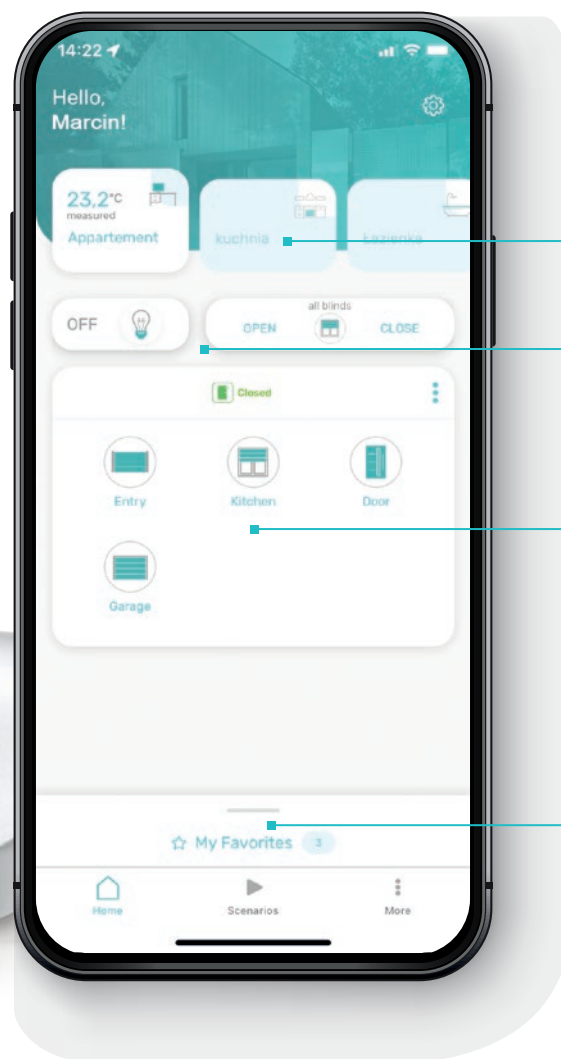 14:22
Hello,
Marcin!
23,2°C
measured
Appartement
kuchnia
Łazienka
OFF
all blinds
OPEN
CLOSE
Closed
Entry
Kitchen
Door
Garage
My Favorites 3
Home
Scenarios
More